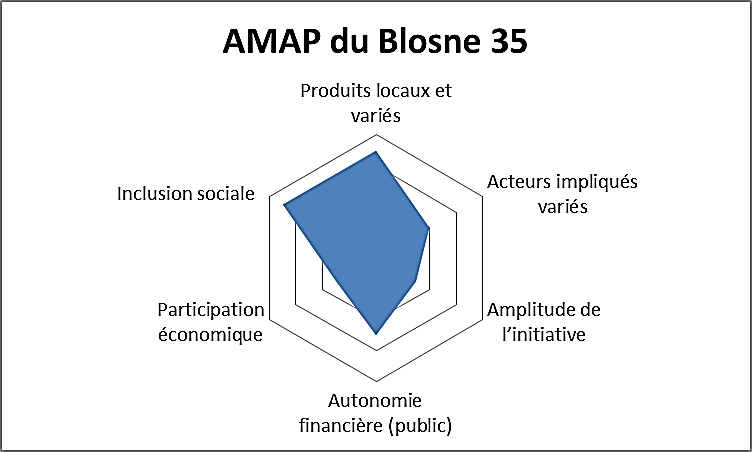 AMAP du Blosne 35
Produits locaux et
variés
Acteurs impliqués
variés
Amplitude de
l’initiative
Autonomie
financière (public)
Participation
économique
Inclusion sociale